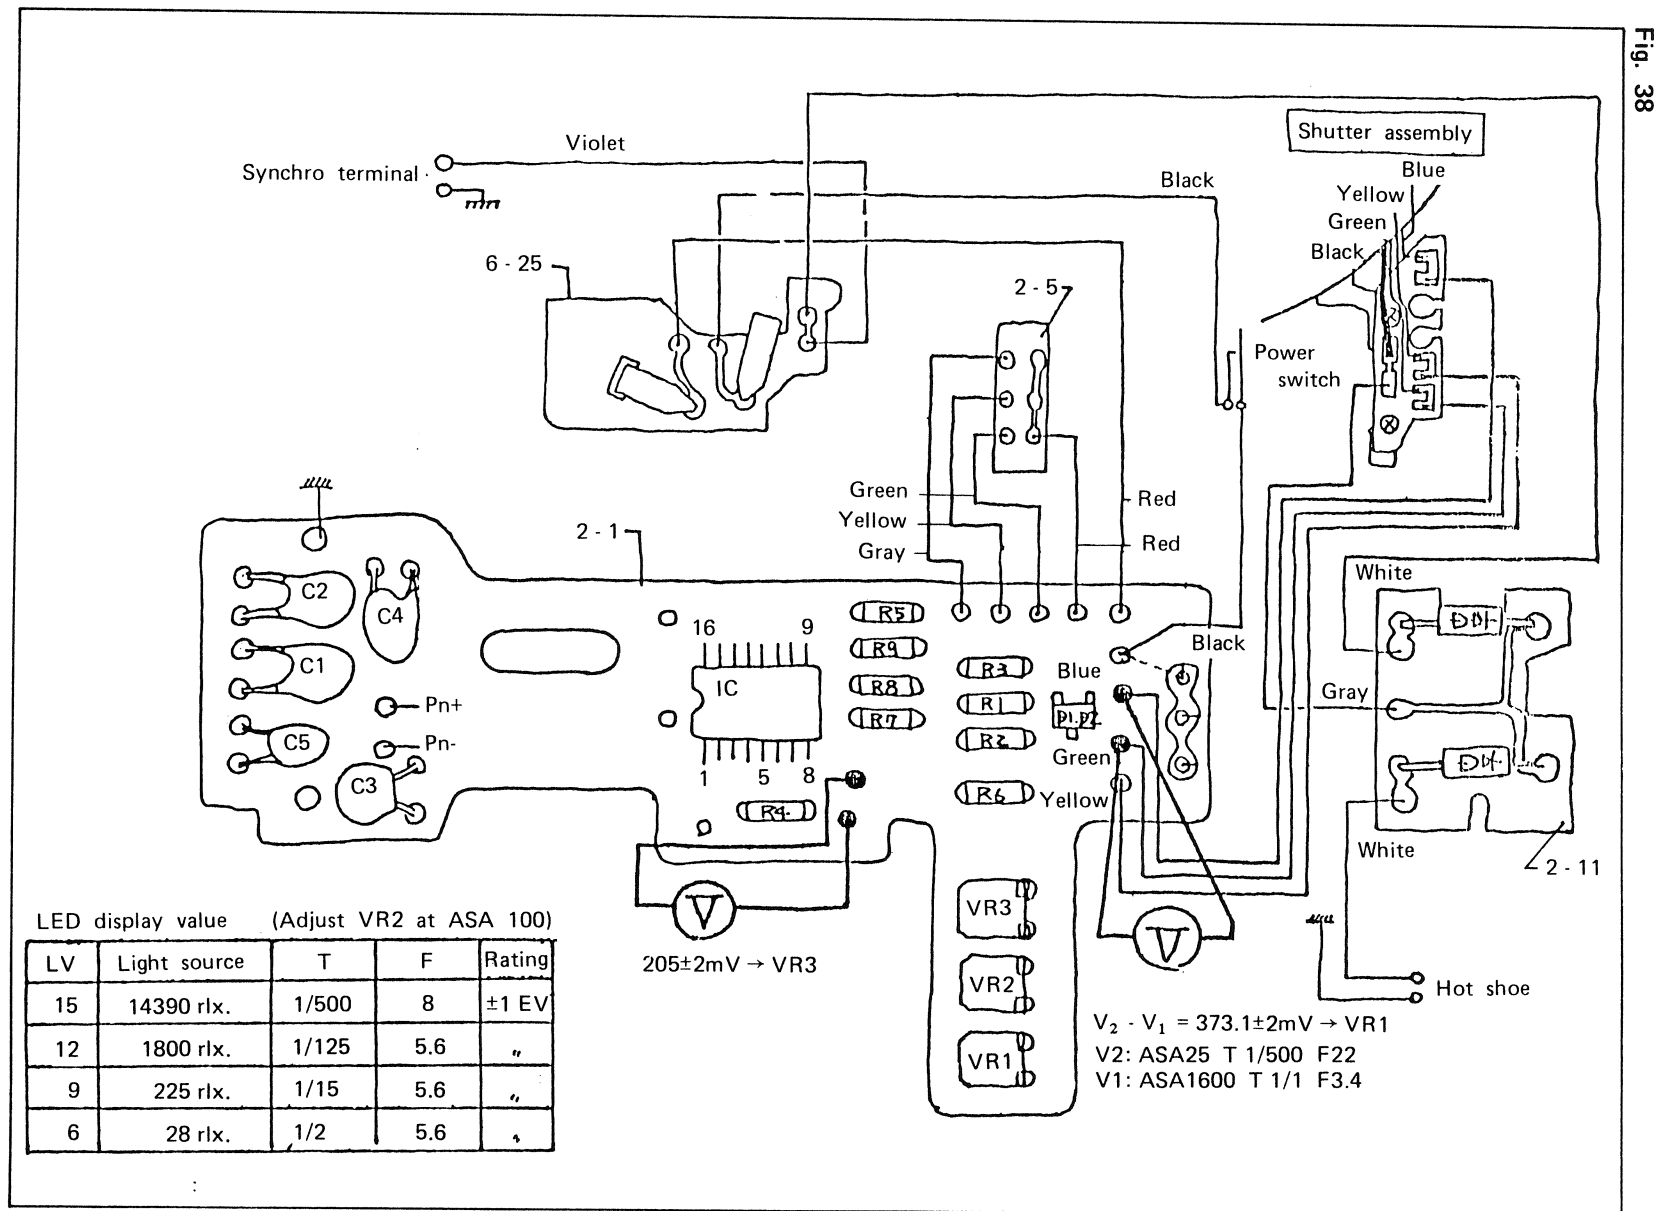 Fig. 38
Shutter assembly
Violet
Synchro terminal
Black
Blue
Yellow
Green
Black
6 - 25
2 - 5
Power
switch
Green
Yellow
Gray
Red
Red
2 - 1
White
C2
C4
C1
C5
C3
Pn+
Pn-
16
9
IC
1
5
8
R5
R9
R8
R7
R3
R1
R2
R6
R4
Blue
D1.D2
Green
Yellow
Black
Gray
White
2 - 11
VR3
VR2
VR1
V
205±2mV → VR3
V
Hot shoe
V₂ - V₁ = 373.1±2mV → VR1
V2: ASA25 T 1/500 F22
V1: ASA1600 T 1/1 F3.4
LED display value (Adjust VR2 at ASA 100)
LV Light source T F Rating
15 14390 rlx. 1/500 8 ±1 EV
12 1800 rlx. 1/125 5.6 〃
9 225 rlx. 1/15 5.6 〃
6 28 rlx. 1/2 5.6 〃